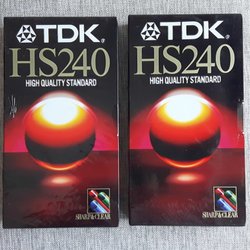 TDK
HS240
HIGH QUALITY STANDARD
SHARP&CLEAR
TDK
HS240
HIGH QUALITY STANDARD
SHARP&CLEAR